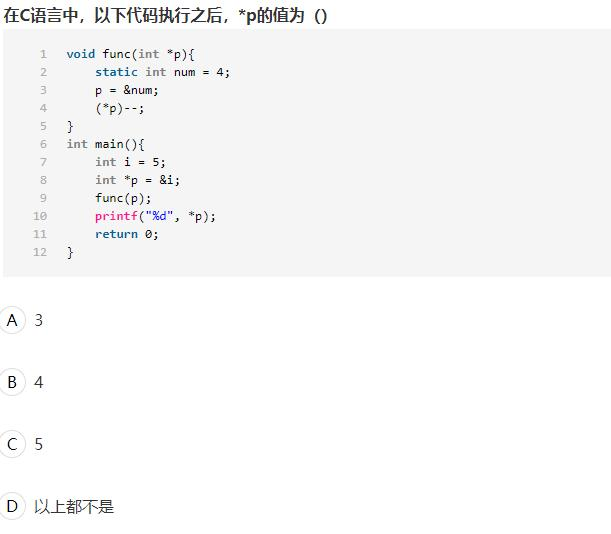 在C语言中，以下代码执行之后，*p的值为（）
1 void func(int *p){
2     static int num = 4;
3     p = &num;
4     (*p)--;
5 }
6 int main(){
7     int i = 5;
8     int *p = &i;
9     func(p);
10     printf("%d", *p);
11     return 0;
12 }
A 3
B 4
C 5
D 以上都不是